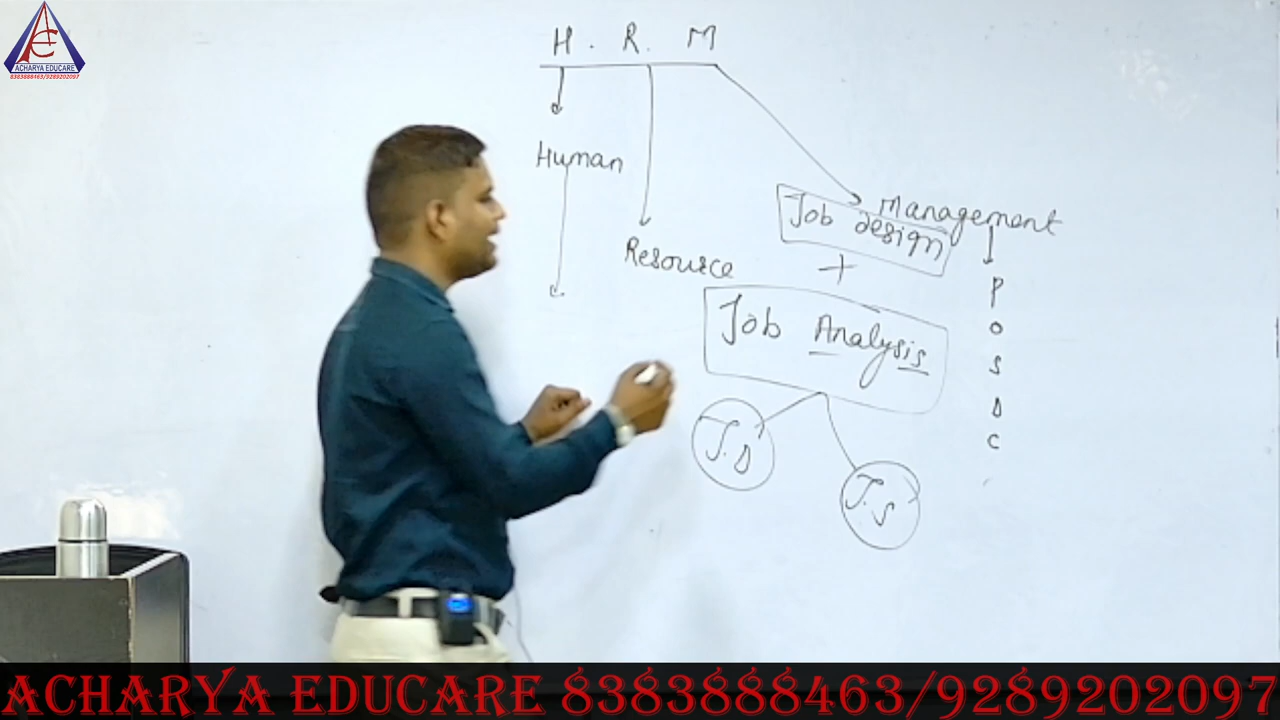 ACHARYA EDUCARE
8383888463/9289202097
H. R. M
Human
Management
Job design
Resource
+
Job Analysis
P
O
S
D
C
J.D
J.S
ACHARYA EDUCARE 8383888463/9289202097